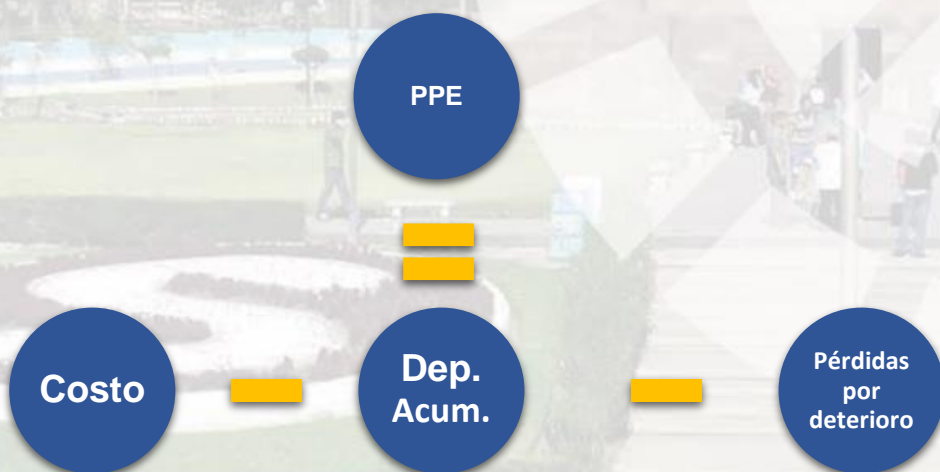 PPE
Costo
Dep.
Acum.
Pérdidas
por
deterioro